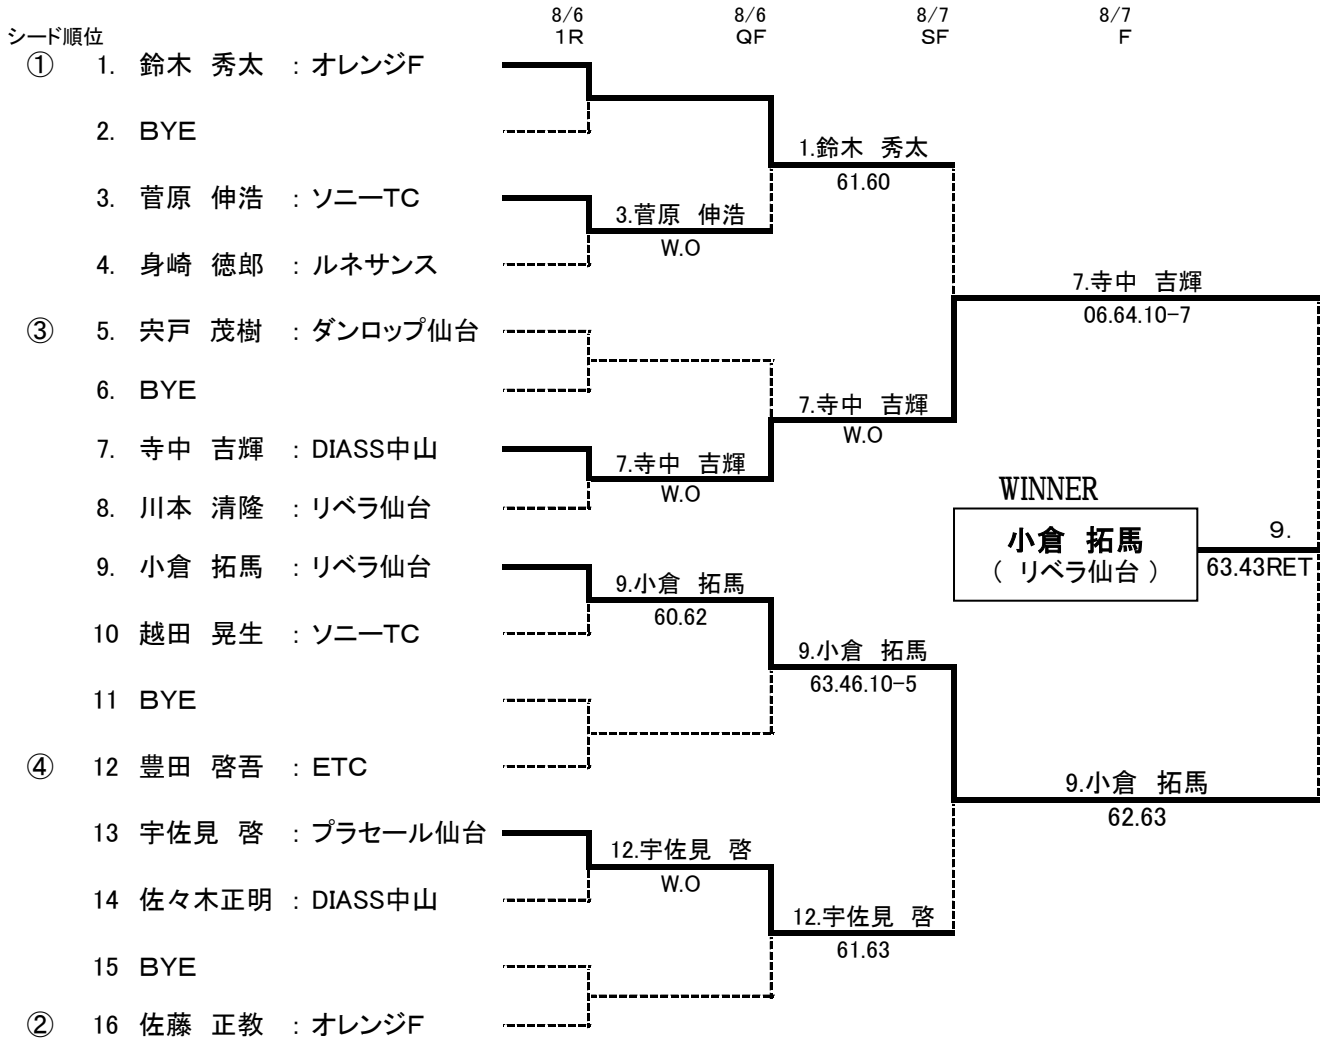 8/6 8/6 8/7 8/7
シード順位 1R QF SF F
① 1. 鈴木 秀太 : オレンジF
2. BYE
1.鈴木 秀太
61.60
3. 菅原 伸浩 : ソニーTC
3.菅原 伸浩
W.O
4. 身崎 徳郎 : ルネサンス
7.寺中 吉輝
06.64.10-7
③ 5. 宍戸 茂樹 : ダンロップ仙台
6. BYE
7.寺中 吉輝
W.O
7. 寺中 吉輝 : DIASS中山
7.寺中 吉輝
W.O
8. 川本 清隆 : リベラ仙台
WINNER
小倉 拓馬 9.
( リベラ仙台 ) 63.43RET
9. 小倉 拓馬 : リベラ仙台
9.小倉 拓馬
60.62
10 越田 晃生 : ソニーTC
9.小倉 拓馬
63.46.10-5
11 BYE
④ 12 豊田 啓吾 : ETC
9.小倉 拓馬
62.63
13 宇佐見 啓 : プラセール仙台
12.宇佐見 啓
W.O
14 佐々木正明 : DIASS中山
12.宇佐見 啓
61.63
15 BYE
② 16 佐藤 正教 : オレンジF